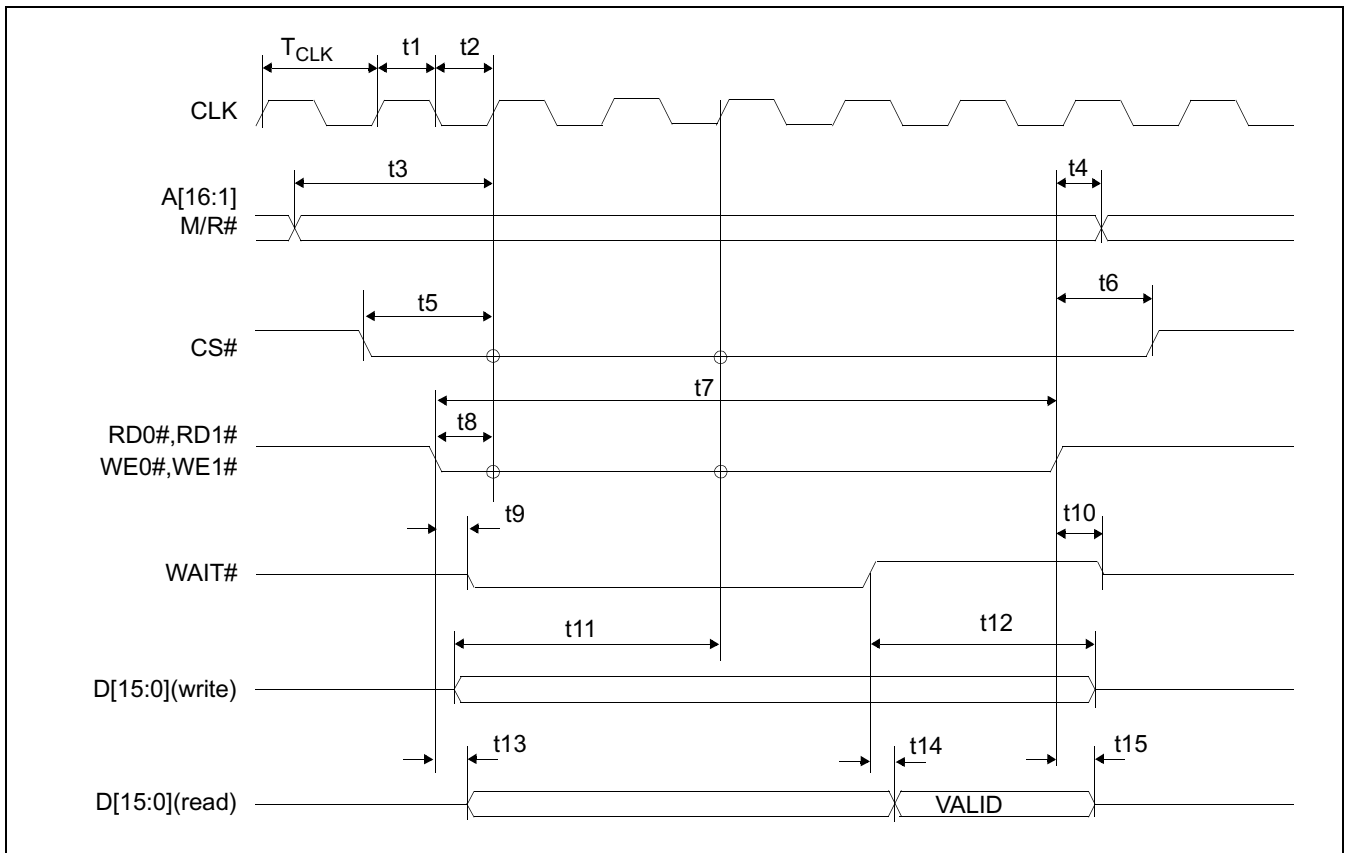 TCLK t1 t2
CLK
t3 t4
A[16:1]
M/R#
t5 t6
CS#
t7
RD0#,RD1# t8
WE0#,WE1#
t9 t10
WAIT#
t11 t12
D[15:0](write)
t13 t14 t15
D[15:0](read) VALID